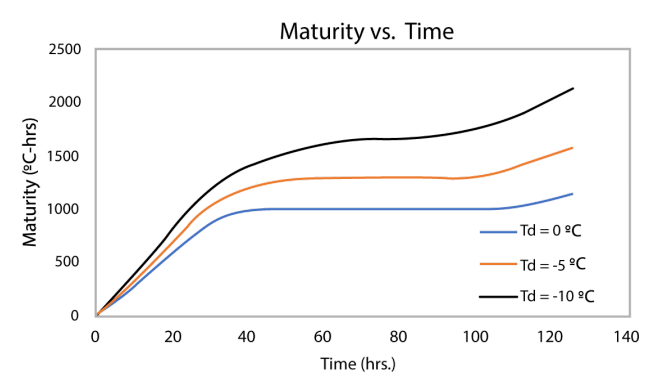 Maturity vs. Time
2500
2000
1500
1000
500
0
Maturity (ºC-hrs)
Td = 0 ºC
Td = -5 ºC
Td = -10 ºC
0 20 40 60 80 100 120 140
Time (hrs.)